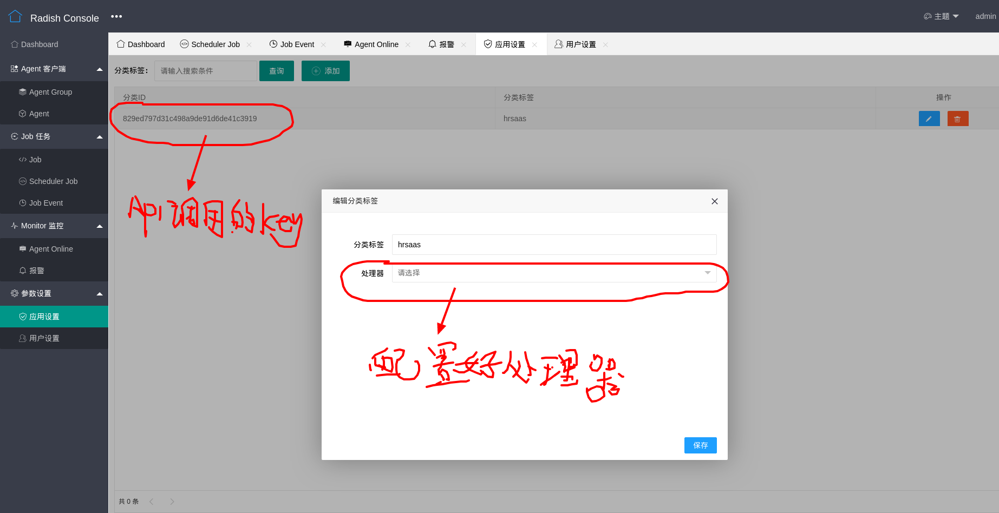 Radish Console •••
主题
admin
Dashboard
Agent 客户端
Agent Group
Agent
Job 任务
Job
Scheduler Job
Job Event
Monitor 监控
Agent Online
报警
参数设置
应用设置
用户设置
Dashboard
Scheduler Job
Job Event
Agent Online
报警
应用设置
用户设置
分类标签：
请输入搜索条件
查询
添加
分类ID 分类标签 操作
829ed797d31c498a9de91d6de41c3919 hrsaas
Api调用的key
编辑分类标签
分类标签 hrsaas
处理器 请选择
配置好处理器
保存
共 0 条